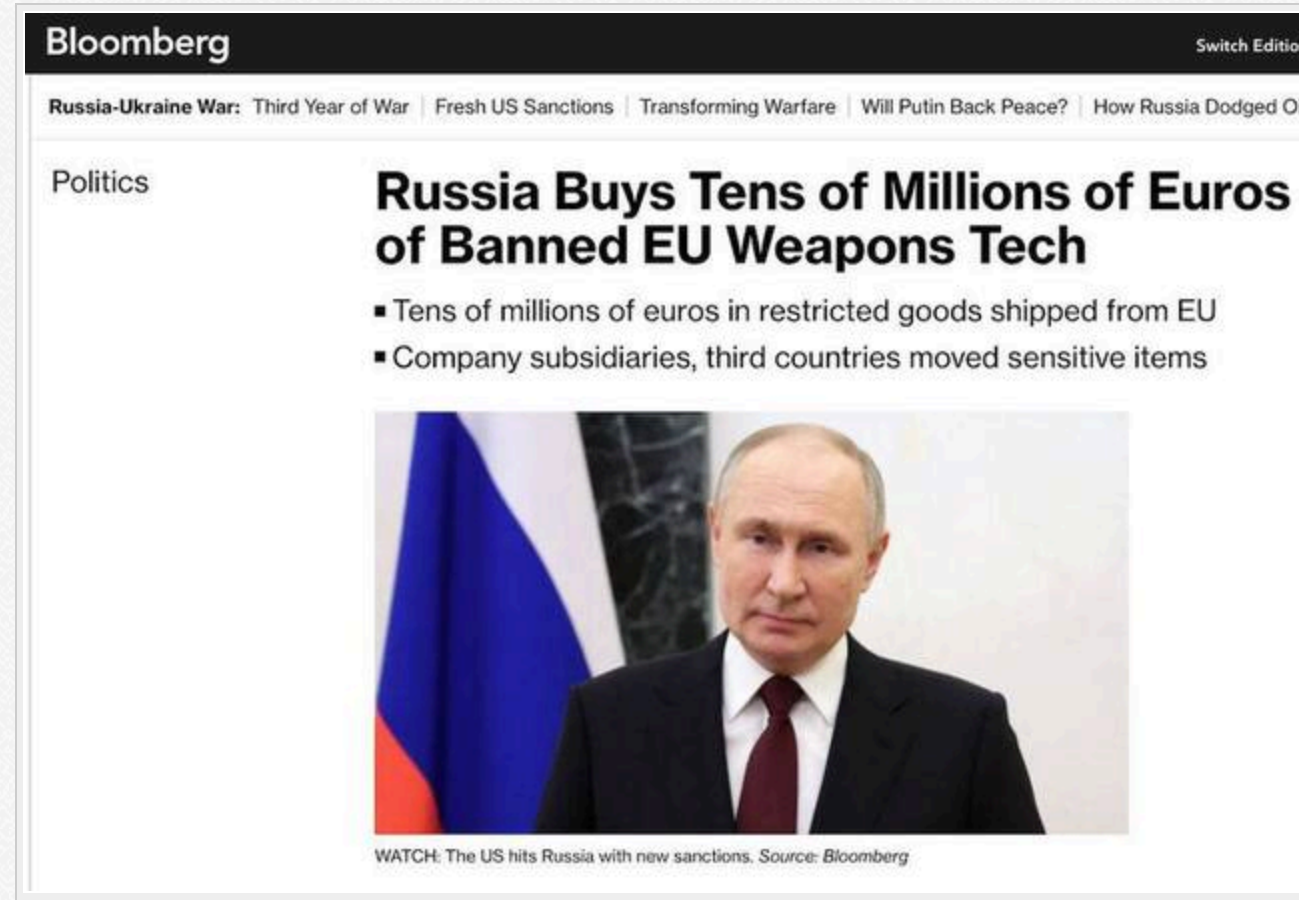 Bloomberg
Switch Editio
Russia-Ukraine War: Third Year of War | Fresh US Sanctions | Transforming Warfare | Will Putin Back Peace? | How Russia Dodged O
Politics
Russia Buys Tens of Millions of Euros
of Banned EU Weapons Tech
▪ Tens of millions of euros in restricted goods shipped from EU
▪ Company subsidiaries, third countries moved sensitive items
WATCH: The US hits Russia with new sanctions. Source: Bloomberg